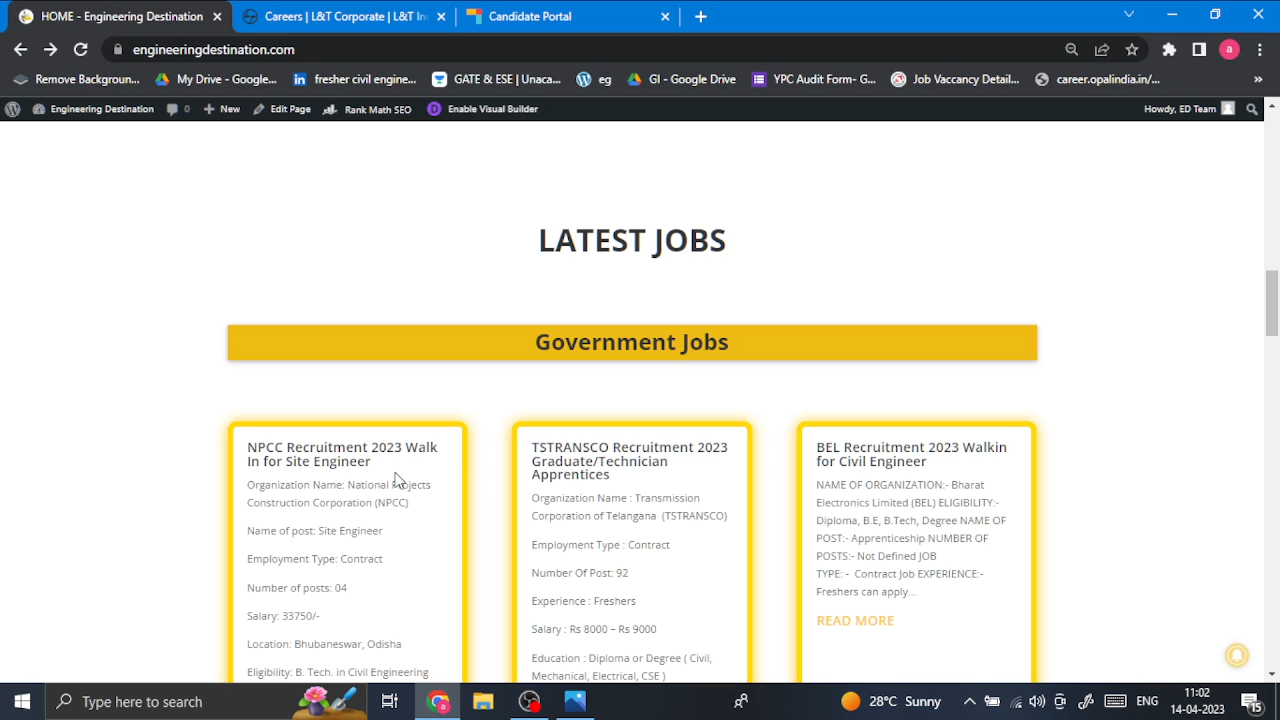 HOME - Engineering Destination
Careers | L&T Corporate | L&T In
Candidate Portal
engineeringdestination.com
a
Remove Backgroun...
My Drive - Google...
fresher civil engine...
GATE & ESE | Unaca...
eg
GI - Google Drive
YPC Audit Form- G...
Job Vaccancy Detail...
career.opalindia.in/...
»
Engineering Destination
0
New
Edit Page
Rank Math SEO
Enable Visual Builder
Howdy, ED Team
LATEST JOBS
Government Jobs
NPCC Recruitment 2023 Walk
In for Site Engineer
Organization Name: National Projects
Construction Corporation (NPCC)
Name of post: Site Engineer
Employment Type: Contract
Number of posts: 04
Salary: 33750/-
Location: Bhubaneswar, Odisha
Eligibility: B. Tech. in Civil Engineering
TSTRANSCO Recruitment 2023
Graduate/Technician
Apprentices
Organization Name : Transmission
Corporation of Telangana (TSTRANSCO)
Employment Type : Contract
Number Of Post: 92
Experience : Freshers
Salary : Rs 8000 – Rs 9000
Education : Diploma or Degree ( Civil,
Mechanical, Electrical, CSE )
BEL Recruitment 2023 Walkin
for Civil Engineer
NAME OF ORGANIZATION:- Bharat
Electronics Limited (BEL) ELIGIBILITY:-
Diploma, B.E, B.Tech, Degree NAME OF
POST:- Apprenticeship NUMBER OF
POSTS:- Not Defined JOB
TYPE: - Contract Job EXPERIENCE:-
Freshers can apply...
READ MORE
Type here to search
28°C Sunny
ENG
11:02
14-04-2023
15